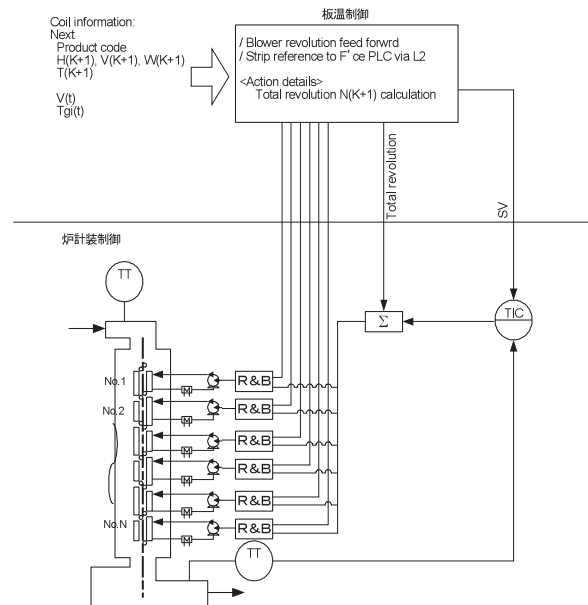 板温制御
Coil information:
Next
Product code
H(K+1), V(K+1), W(K+1)
T(K+1)
V(t)
Tgi(t)
/ Blower revolution feed forwrd
/ Strip reference to F'ce PLC via L2
<Action details>
Total revolution N(K+1) calculation
Total revolution
SV
炉計装制御
TT
TIC
Σ
No.1
M
R&B
No.2
M
R&B
M
R&B
M
R&B
M
R&B
No.N
M
R&B
TT